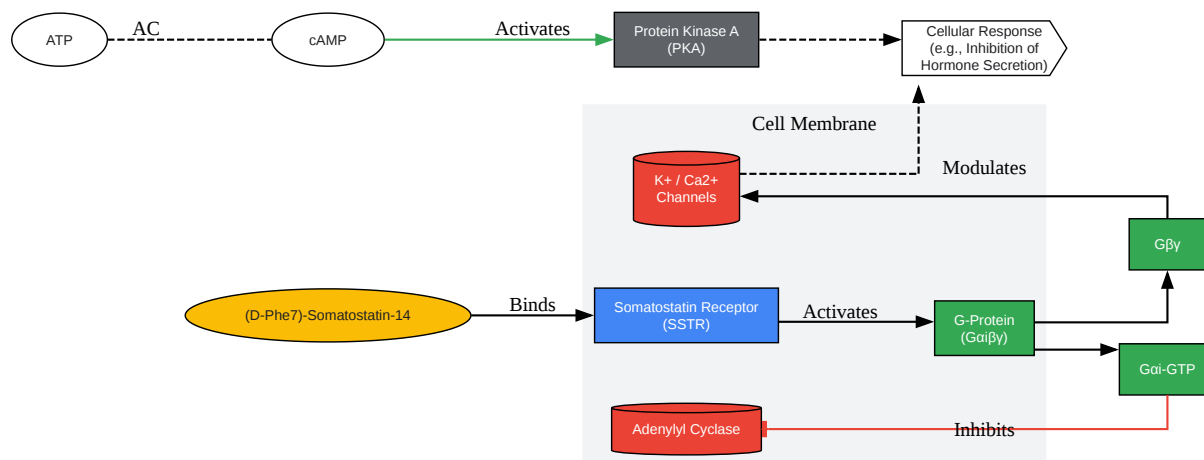 ATP
AC
cAMP
Activates
Protein Kinase A
(PKA)
Cellular Response
(e.g., Inhibition of
Hormone Secretion)
Cell Membrane
K+ / Ca2+
Channels
Modulates
Gβγ
(D-Phe7)-Somatostatin-14
Binds
Somatostatin Receptor
(SSTR)
Activates
G-Protein
(Gαiβγ)
Gαi-GTP
Adenylyl Cyclase
Inhibits